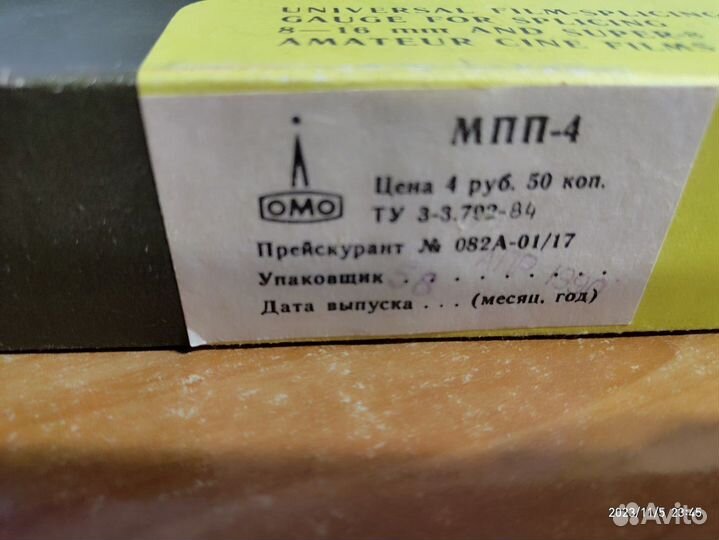 UNIVERSAL FILM-SPLICING
GAUGE FOR SPLICING
8—16 mm AND SUPER-8
AMATEUR CINE FILMS
МПП-4
ОМО
Цена 4 руб. 50 коп.
ТУ 3-3.792-84
Прейскурант № 082А-01/17
Упаковщик . . . . . . . .
Дата выпуска . . . (месяц, год)
2023/11/5 23:45
Avito